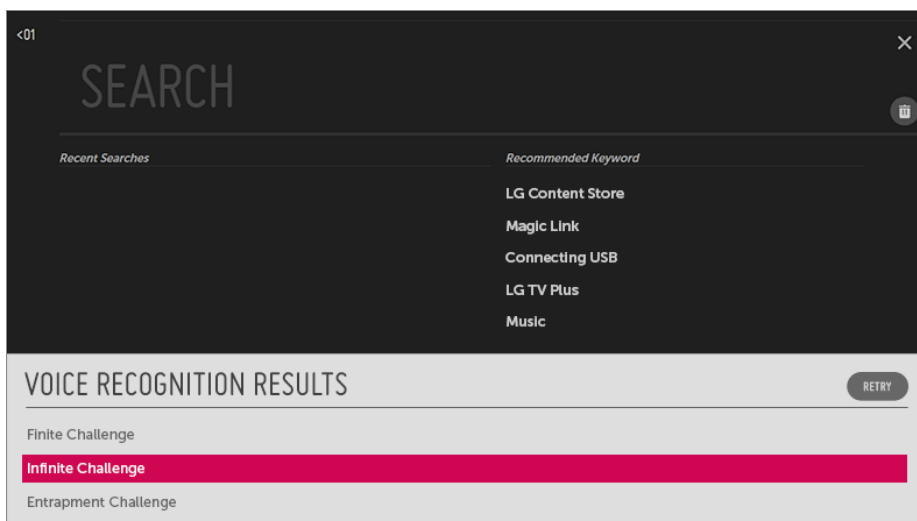 <01
SEARCH
Recent Searches
Recommended Keyword
LG Content Store
Magic Link
Connecting USB
LG TV Plus
Music
VOICE RECOGNITION RESULTS
RETRY
Finite Challenge
Infinite Challenge
Entrapment Challenge